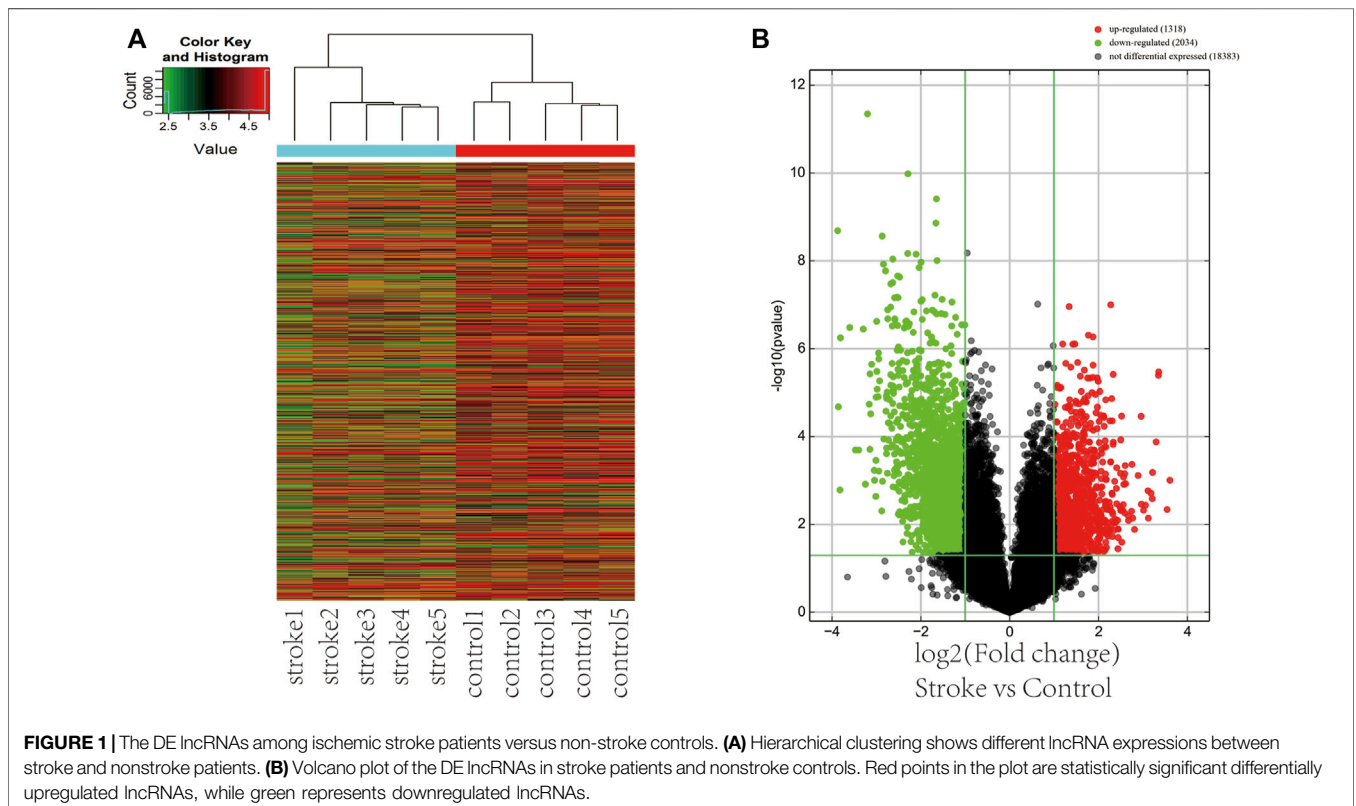 A
Color Key
and Histogram
Count
0 6000
2.5 3.5 4.5
Value
stroke1
stroke2
stroke3
stroke4
stroke5
control1
control2
control3
control4
control5
B
up-regulated (1318)
down-regulated (2034)
not differential expressed (18383)
12
10
8
6
4
2
0
-log10(pvalue)
−4 −2 0 2 4
log2(Fold change)
Stroke vs Control
FIGURE 1 | The DE lncRNAs among ischemic stroke patients versus non-stroke controls. (A) Hierarchical clustering shows different lncRNA expressions between
stroke and nonstroke patients. (B) Volcano plot of the DE lncRNAs in stroke patients and nonstroke controls. Red points in the plot are statistically significant differentially
upregulated lncRNAs, while green represents downregulated lncRNAs.